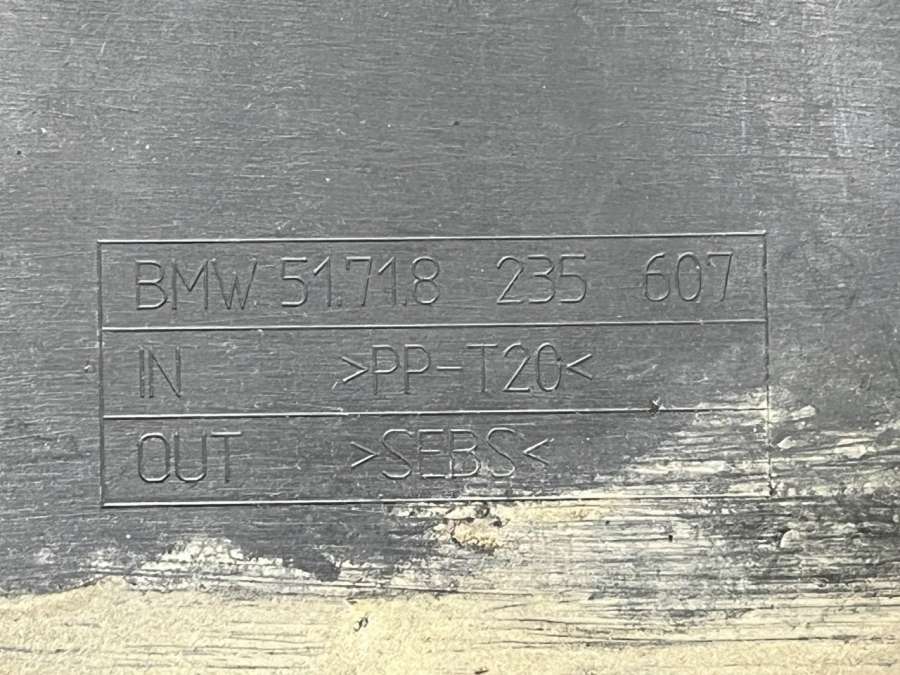 BMW. 51.71.8 235 607
IN >PP-T20<
OUT >SEBS<